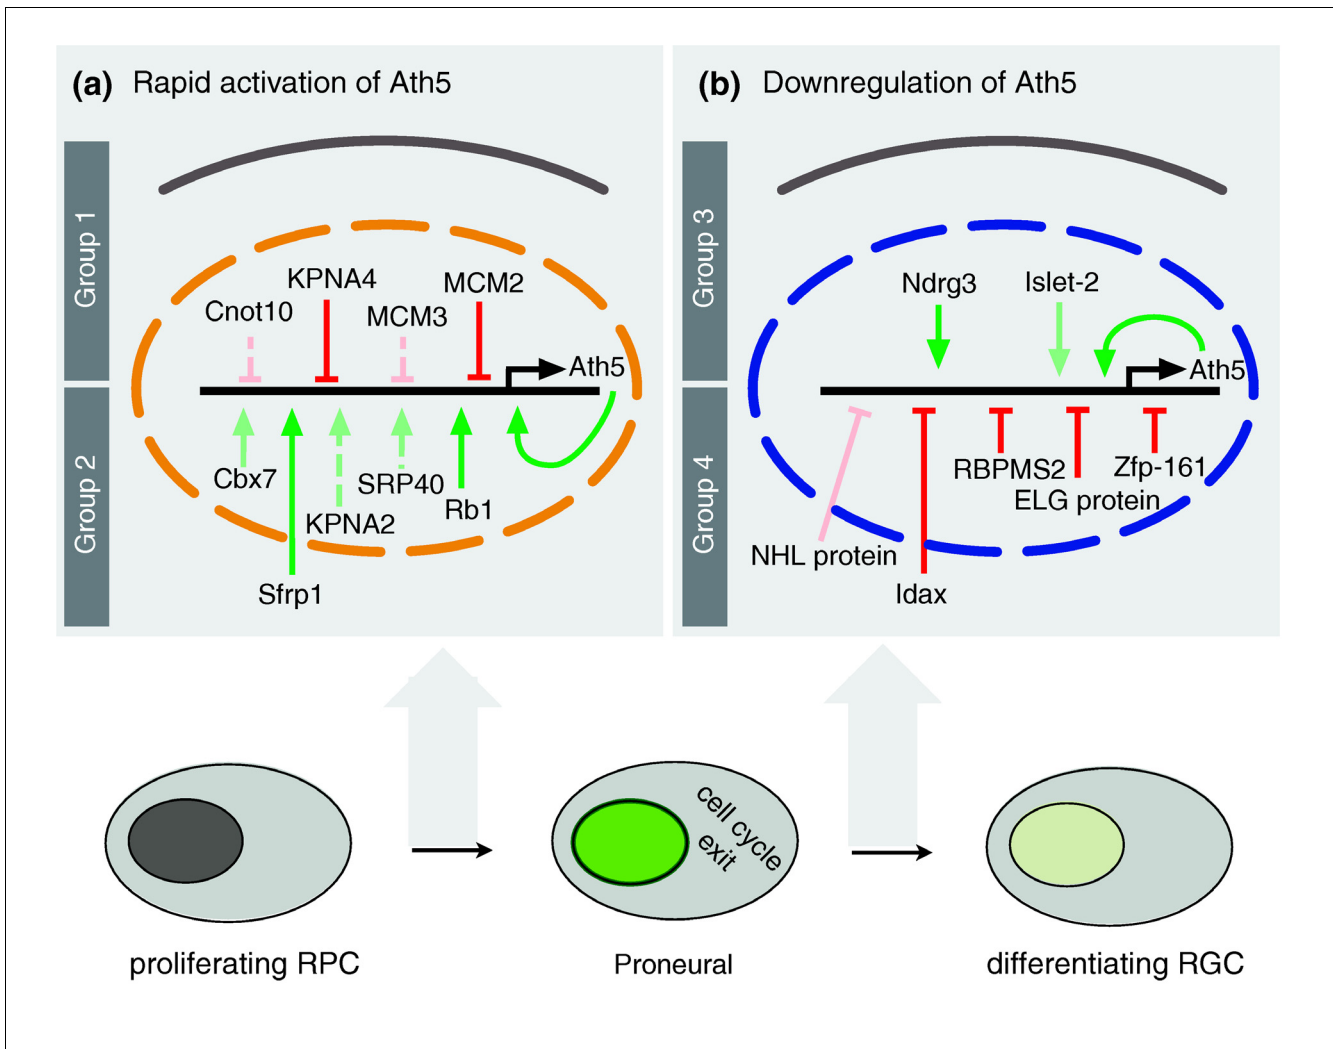 (a) Rapid activation of Ath5
Group 1
KPNA4
MCM2
Cnot10
MCM3
Ath5
Group 2
Cbx7
SRP40
Rb1
KPNA2
Sfrp1
(b) Downregulation of Ath5
Group 3
Ndrg3
Islet-2
Ath5
Group 4
RBPMS2
Zfp-161
ELG protein
NHL protein
Idax
cell cycle
exit
proliferating RPC
Proneural
differentiating RGC